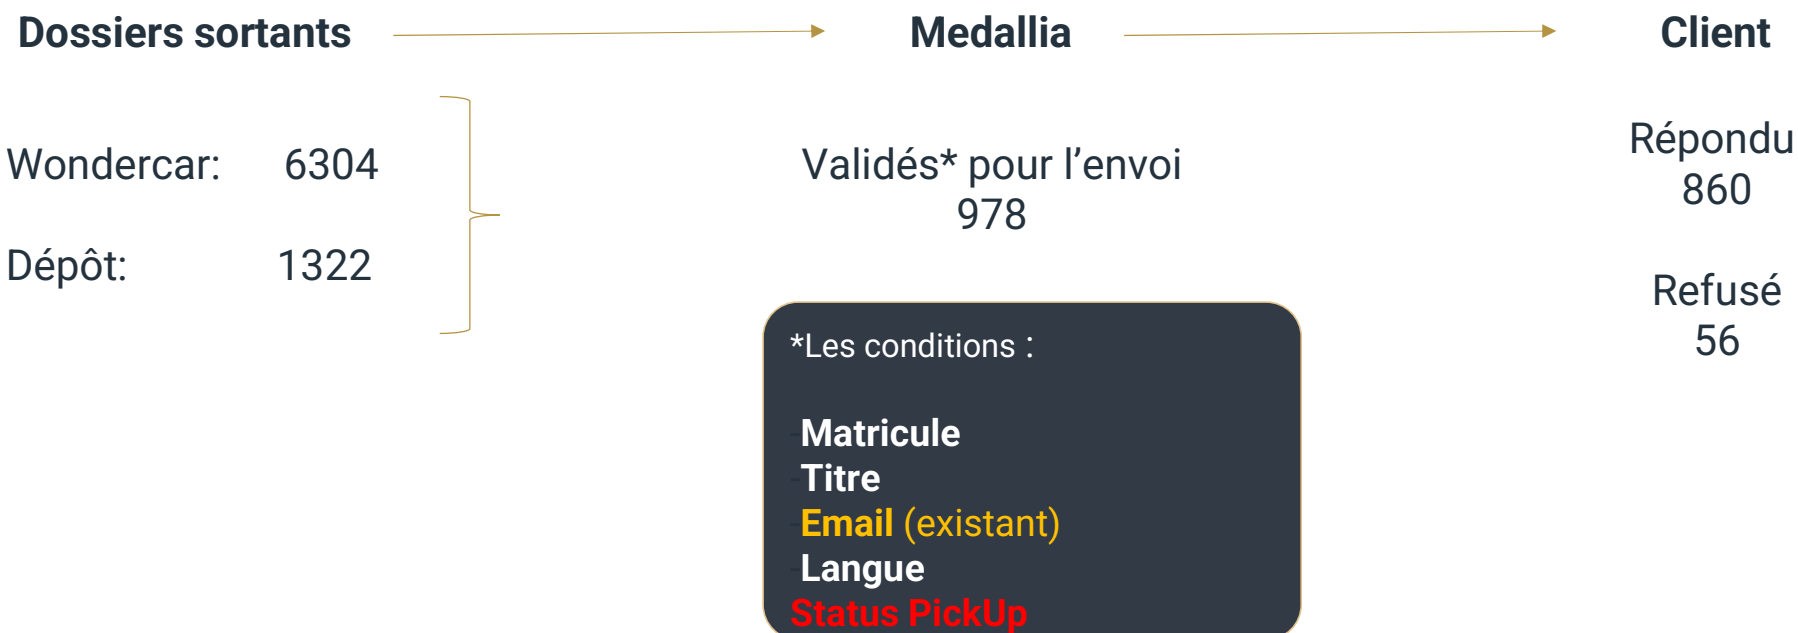 Dossiers sortants
Medallia
Client
Wondercar: 6304
Dépôt: 1322
Validés* pour l’envoi
978
Répondu
860
Refusé
56
*Les conditions :
-Matricule
-Titre
-Email (existant)
-Langue
Status PickUp